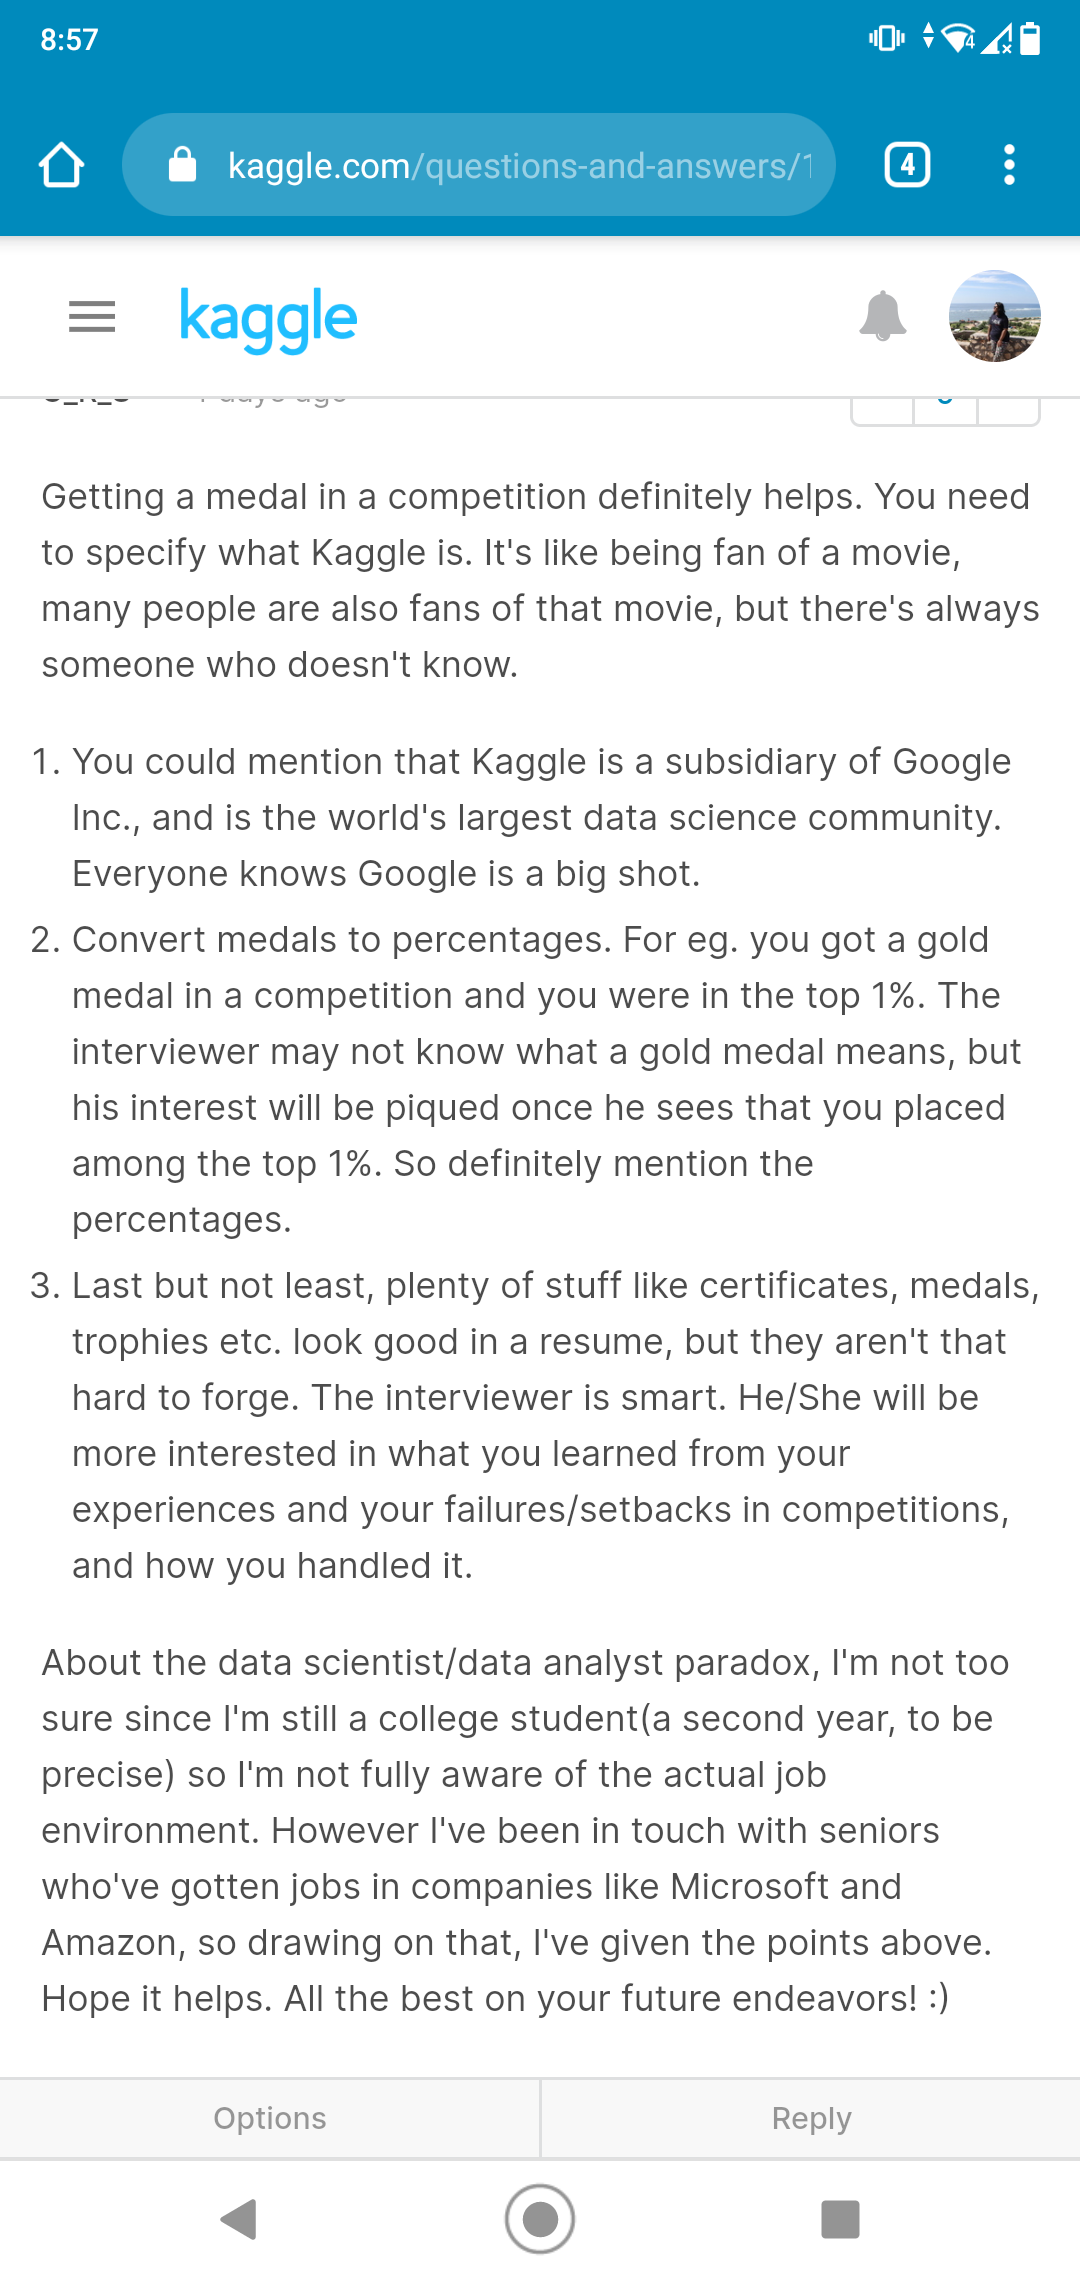 8:57
kaggle.com/questions-and-answers/1
4
kaggle
Getting a medal in a competition definitely helps. You need
to specify what Kaggle is. It's like being fan of a movie,
many people are also fans of that movie, but there's always
someone who doesn't know.
1. You could mention that Kaggle is a subsidiary of Google
Inc., and is the world's largest data science community.
Everyone knows Google is a big shot.
2. Convert medals to percentages. For eg. you got a gold
medal in a competition and you were in the top 1%. The
interviewer may not know what a gold medal means, but
his interest will be piqued once he sees that you placed
among the top 1%. So definitely mention the
percentages.
3. Last but not least, plenty of stuff like certificates, medals,
trophies etc. look good in a resume, but they aren't that
hard to forge. The interviewer is smart. He/She will be
more interested in what you learned from your
experiences and your failures/setbacks in competitions,
and how you handled it.
About the data scientist/data analyst paradox, I'm not too
sure since I'm still a college student(a second year, to be
precise) so I'm not fully aware of the actual job
environment. However I've been in touch with seniors
who've gotten jobs in companies like Microsoft and
Amazon, so drawing on that, I've given the points above.
Hope it helps. All the best on your future endeavors! :)
Options
Reply